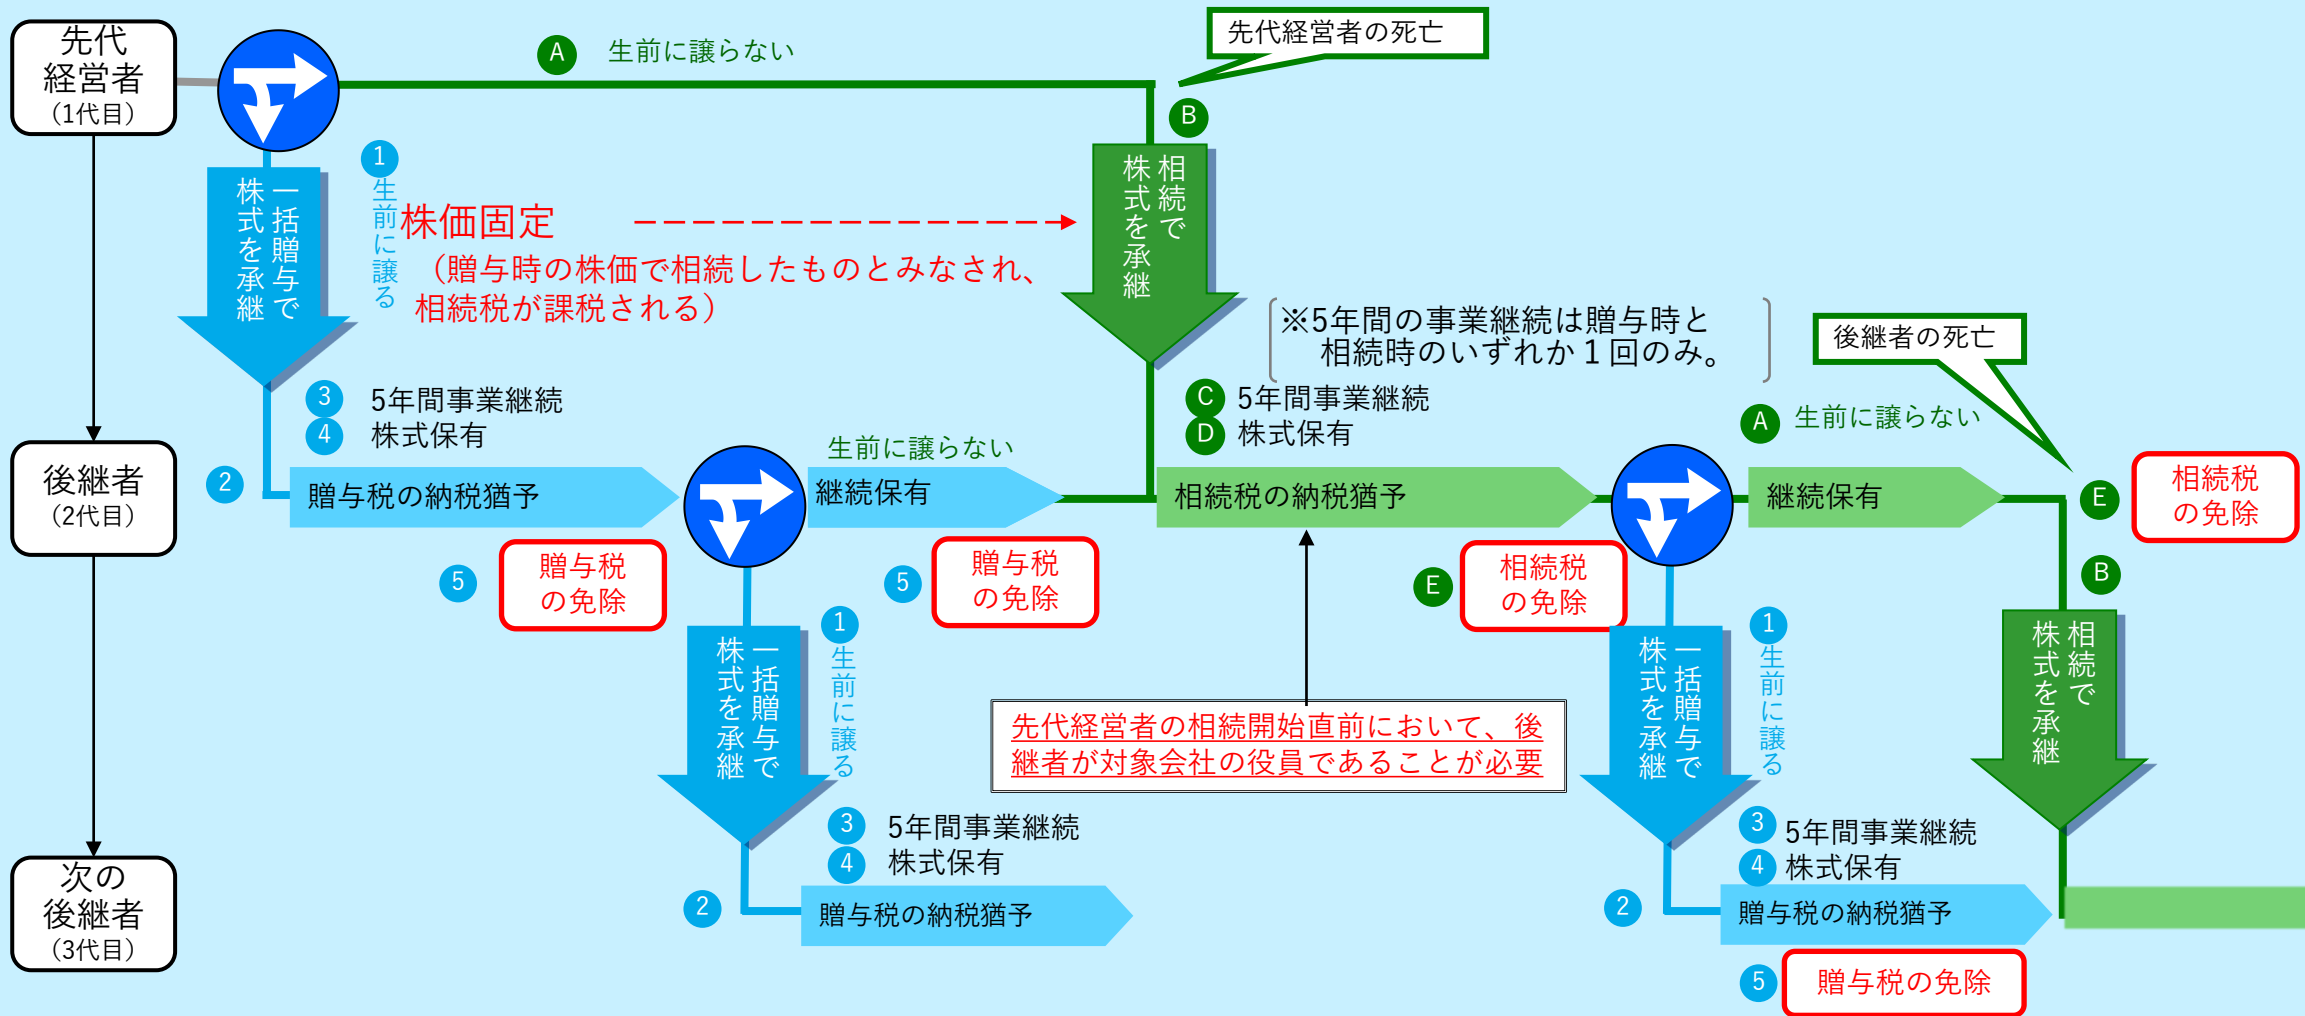 先代
経営者
（1代目）
A
生前に譲らない
先代経営者の死亡
B
1
生前に譲る
一括贈与で
株式を承継
株価固定
（贈与時の株価で相続したものとみなされ、
相続税が課税される）
相続で
株式を承継
※5年間の事業継続は贈与時と
相続時のいずれか１回のみ。
後継者の死亡
3
5年間事業継続
4
株式保有
C
5年間事業継続
D
株式保有
A
生前に譲らない
後継者
（2代目）
2
贈与税の納税猶予
生前に譲らない
継続保有
相続税の納税猶予
継続保有
E
相続税
の免除
5
贈与税
の免除
5
贈与税
の免除
E
相続税
の免除
B
1
生前に譲る
一括贈与で
株式を承継
先代経営者の相続開始直前において、後
継者が対象会社の役員であることが必要
1
生前に譲る
一括贈与で
株式を承継
相続で
株式を承継
3
5年間事業継続
4
株式保有
3
5年間事業継続
4
株式保有
次の
後継者
（3代目）
2
贈与税の納税猶予
2
贈与税の納税猶予
5
贈与税の免除